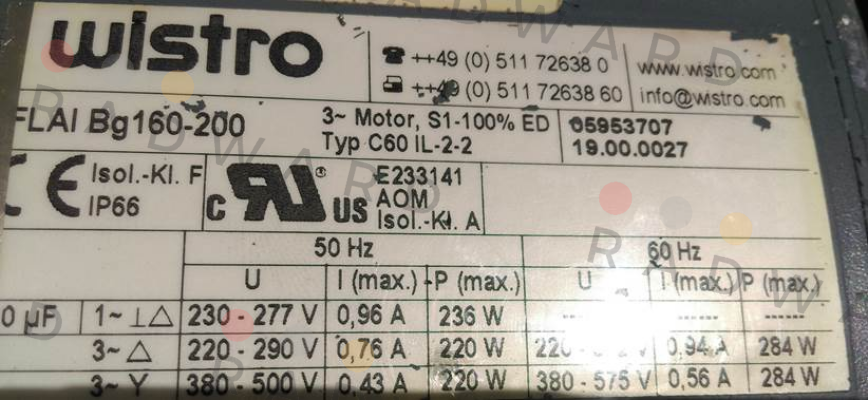 wistro
++49 (0) 511 72638 0
++49 (0) 511 72638 60
www.wistro.com
info@wistro.com
FLAI Bg160-200
3~ Motor, S1-100% ED
Typ C60 IL-2-2
05953707
19.00.0027
CE Isol.-Kl. F
IP66
c RU ® US
E233141
AOM
Isol.-Kl. A
50 Hz 60 Hz
U I (max.) P (max.) U I (max.) P (max.)
0 µF 1~ ⊥△ 230 - 277 V 0,96 A 236 W ----- ------ ------
3~ △ 220 - 290 V 0,76 A 220 W 0,94 A 284 W
3~ Y 380 - 500 V 0,43 A 220 W 380 - 575 V 0,56 A 284 W